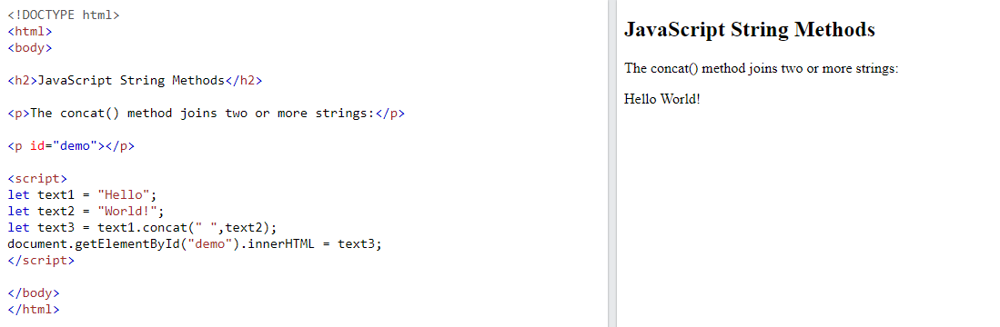 <!DOCTYPE html>
<html>
<body>
<h2>JavaScript String Methods</h2>
<p>The concat() method joins two or more strings:</p>
<p id="demo"></p>
<script>
let text1 = "Hello";
let text2 = "World!";
let text3 = text1.concat(" ",text2);
document.getElementById("demo").innerHTML = text3;
</script>
</body>
</html>
JavaScript String Methods
The concat() method joins two or more strings:
Hello World!